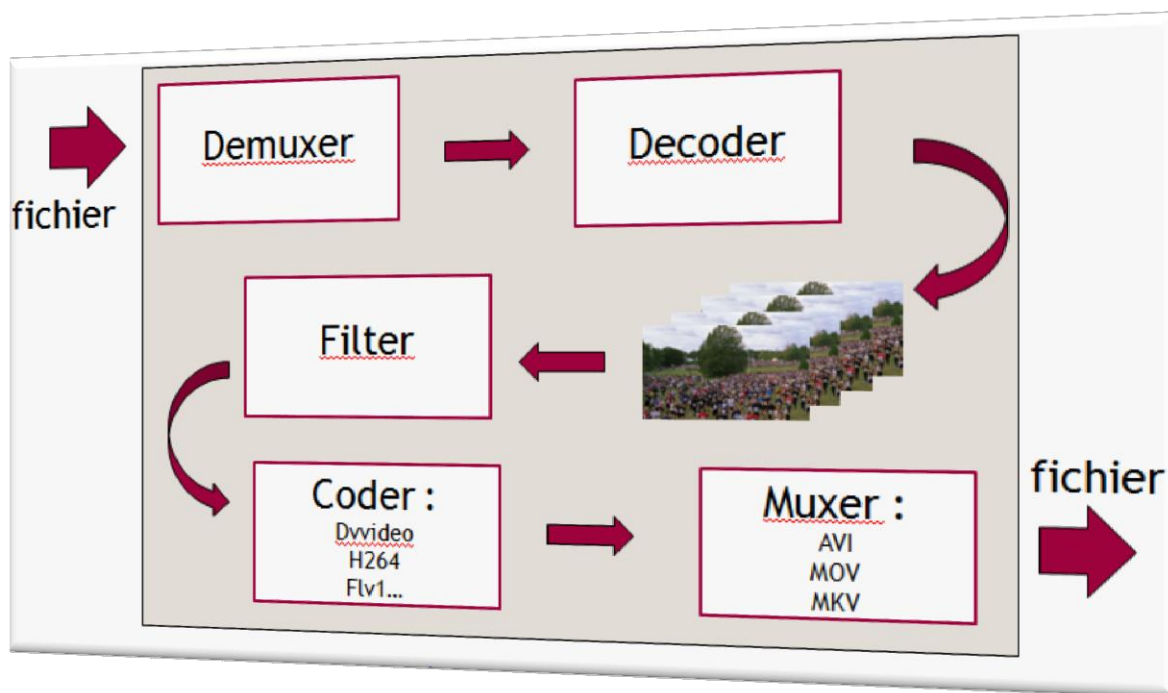 fichier
Demuxer
Decoder
Filter
Coder :
Dvvideo
H264
Flv1...
Muxer :
AVI
MOV
MKV
fichier